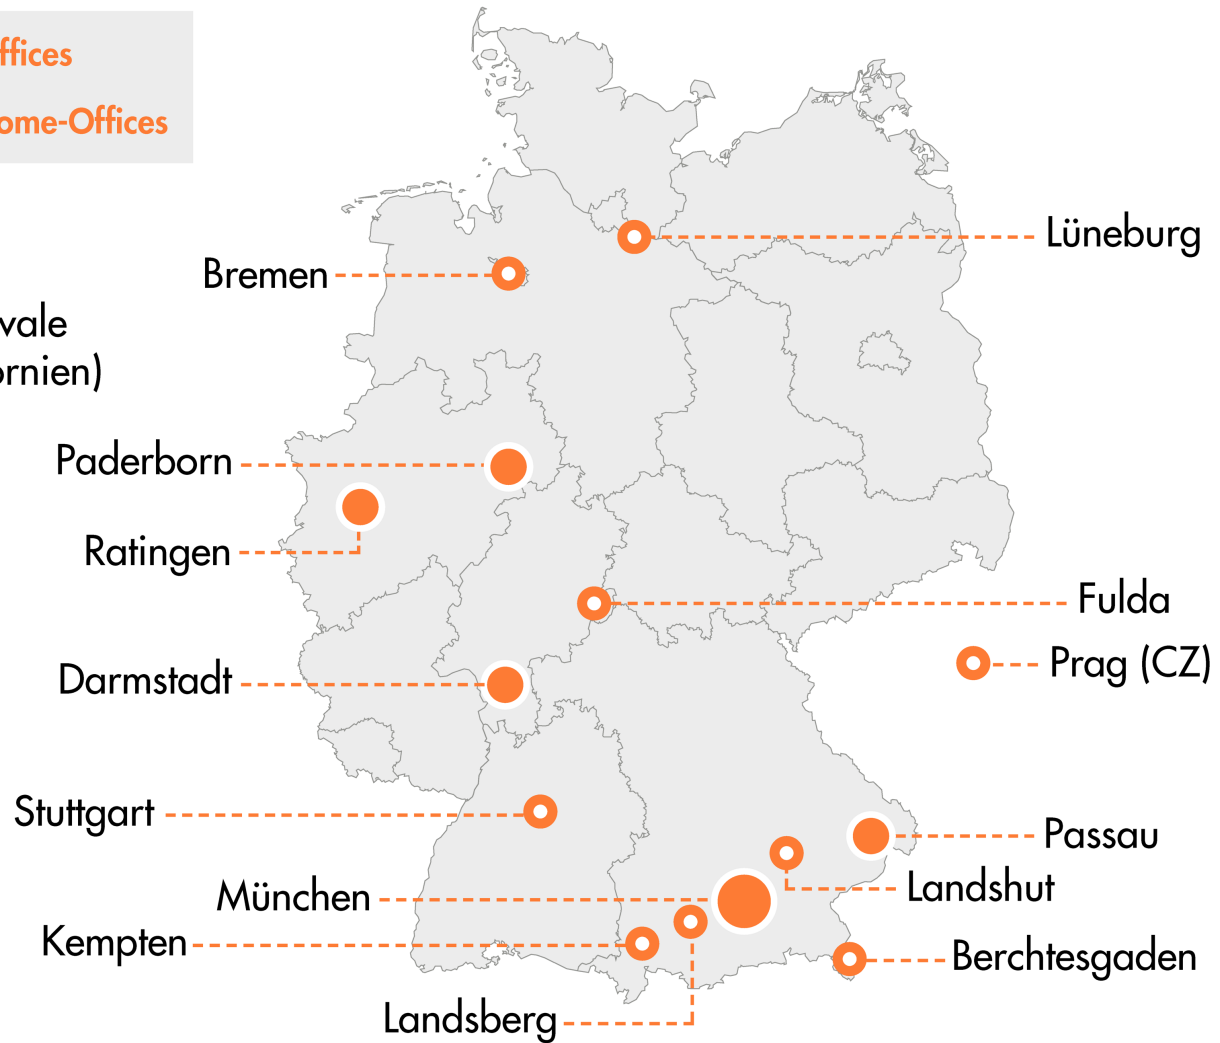 ffices
ome-Offices
Lüneburg
Bremen
vale
ornien)
Paderborn
Ratingen
Fulda
Prag (CZ)
Darmstadt
Stuttgart
Passau
München
Landshut
Kempten
Berchtesgaden
Landsberg